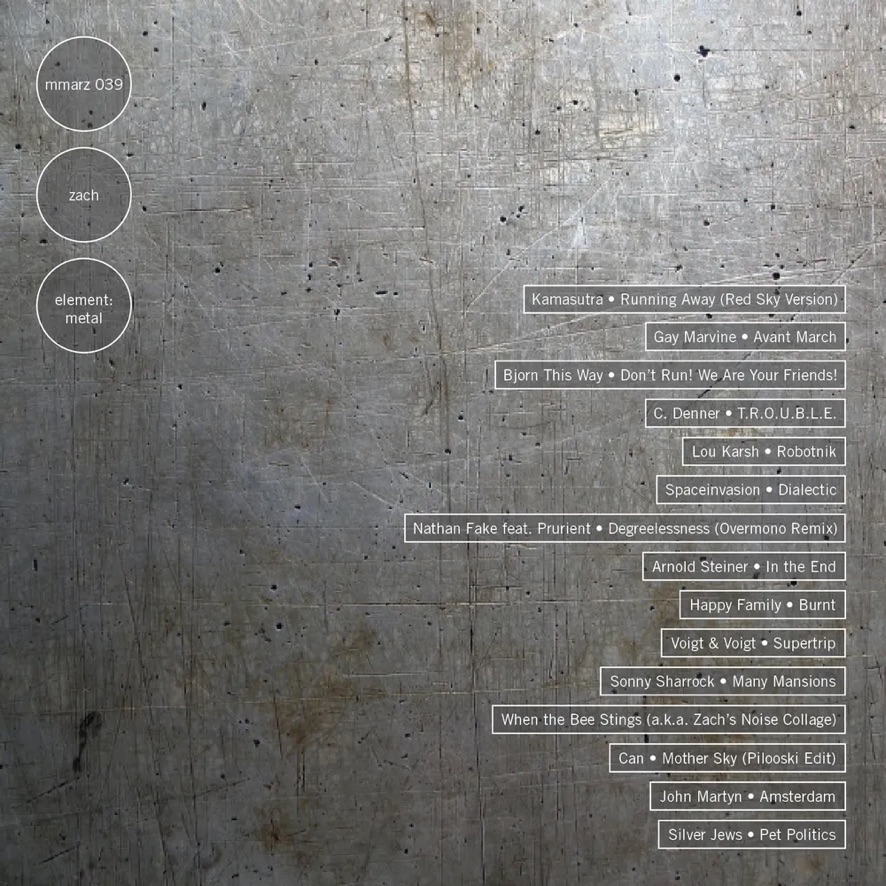 mmarz 039
zach
element:
metal
Kamasutra • Running Away (Red Sky Version)
Gay Marvine • Avant March
Bjorn This Way • Don't Run! We Are Your Friends!
C. Denner • T.R.O.U.B.L.E.
Lou Karsh • Robotnik
Spaceinvasion • Dialectic
Nathan Fake feat. Prurient • Degreelessness (Overmono Remix)
Arnold Steiner • In the End
Happy Family • Burnt
Voigt & Voigt • Supertrip
Sonny Sharrock • Many Mansions
When the Bee Stings (a.k.a. Zach's Noise Collage)
Can • Mother Sky (Pilooski Edit)
John Martyn • Amsterdam
Silver Jews • Pet Politics